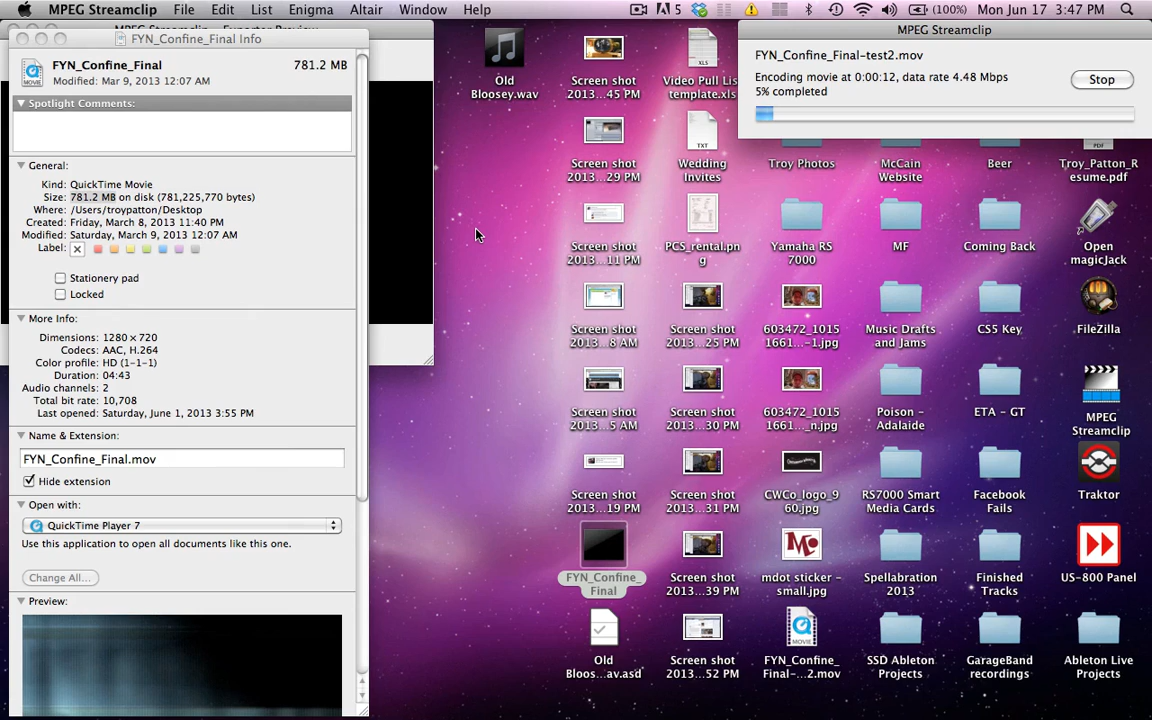 MPEG Streamclip File Edit List Enigma Altair Window Help
5 (100%) Mon Jun 17 3:47 PM
FYN_Confine_Final Info
FYN_Confine_Final 781.2 MB
Modified: Mar 9, 2013 12:07 AM
Spotlight Comments:
General:
Kind: QuickTime Movie
Size: 781.2 MB on disk (781,225,770 bytes)
Where: /Users/troypatton/Desktop
Created: Friday, March 8, 2013 11:40 PM
Modified: Saturday, March 9, 2013 12:07 AM
Label:
Stationery pad
Locked
More Info:
Dimensions: 1280 × 720
Codecs: AAC, H.264
Color profile: HD (1-1-1)
Duration: 04:43
Audio channels: 2
Total bit rate: 10,708
Last opened: Saturday, June 1, 2013 3:55 PM
Name & Extension:
FYN_Confine_Final.mov
Hide extension
Open with:
QuickTime Player 7
Use this application to open all documents like this one.
Change All...
Preview:
MPEG Streamclip
FYN_Confine_Final-test2.mov
Encoding movie at 0:00:12, data rate 4.48 Mbps
5% completed
Stop
Old
Bloosey.wav
Screen shot
2013...45 PM
XLS
Video Pull Lis
template.xls
Screen shot
2013...29 PM
TXT
Wedding
Invites
Troy Photos
McCain
Website
Beer
PDF
Troy_Patton_R
esume.pdf
Screen shot
2013...11 PM
PCS_rental.pn
g
Yamaha RS
7000
MF
Coming Back
Open
magicJack
Screen shot
2013...8 AM
Screen shot
2013...25 PM
603472_1015
1661...-1.jpg
Music Drafts
and Jams
CS5 Key
FileZilla
Screen shot
2013...5 AM
Screen shot
2013...30 PM
603472_1015
1661..._n.jpg
Poison -
Adalaide
ETA - GT
MPEG
Streamclip
Screen shot
2013...19 PM
Screen shot
2013...31 PM
CWCo_logo_9
60.jpg
RS7000 Smart
Media Cards
Facebook
Fails
Traktor
FYN_Confine_
Final
Screen shot
2013...39 PM
mdot sticker -
small.jpg
Spellabration
2013
Finished
Tracks
US-800 Panel
Old
Bloos...av.asd
Screen shot
2013...52 PM
MOVIE
FYN_Confine_
Final-...2.mov
SSD Ableton
Projects
GarageBand
recordings
Ableton Live
Projects